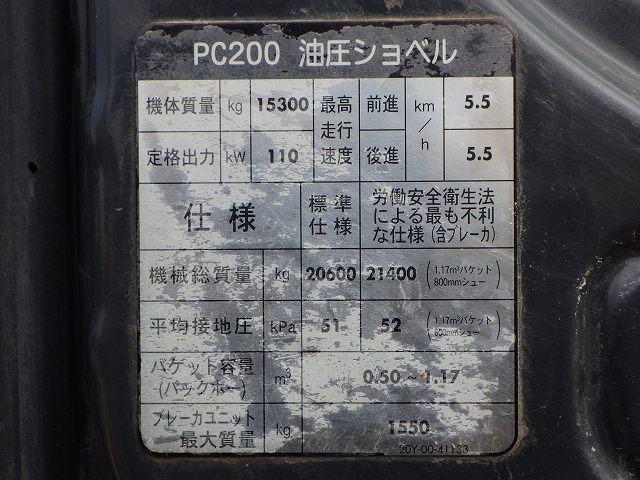 PC200 油圧ショベル
機体質量 kg 15300 最高走行速度 前進 km/h 5.5
定格出力 kW 110 後進 5.5
仕様 標準仕様 労働安全衛生法による最も不利な仕様(含ブレーカ)
機械総質量 kg 20600 21400 (1.17m³バケット 800mmシュー)
平均接地圧 kPa 51 52 (1.17m³バケット 600mmシュー)
バケット容量(バックホー) m³ 0.50~1.17
ブレーカユニット最大質量 kg 1550
20Y-00-41133